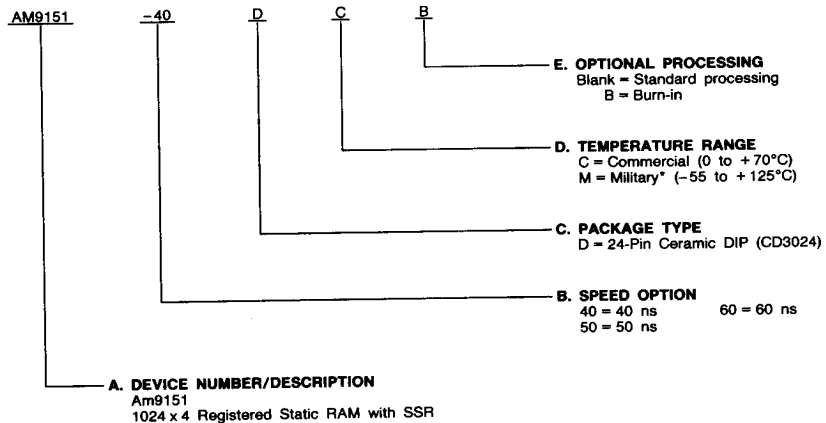 AM9151 -40 D C B
E. OPTIONAL PROCESSING
Blank = Standard processing
B = Burn-in
D. TEMPERATURE RANGE
C = Commercial (0 to +70°C)
M = Military* (-55 to +125°C)
C. PACKAGE TYPE
D = 24-Pin Ceramic DIP (CD3024)
B. SPEED OPTION
40 = 40 ns 60 = 60 ns
50 = 50 ns
A. DEVICE NUMBER/DESCRIPTION
Am9151
1024 x 4 Registered Static RAM with SSR